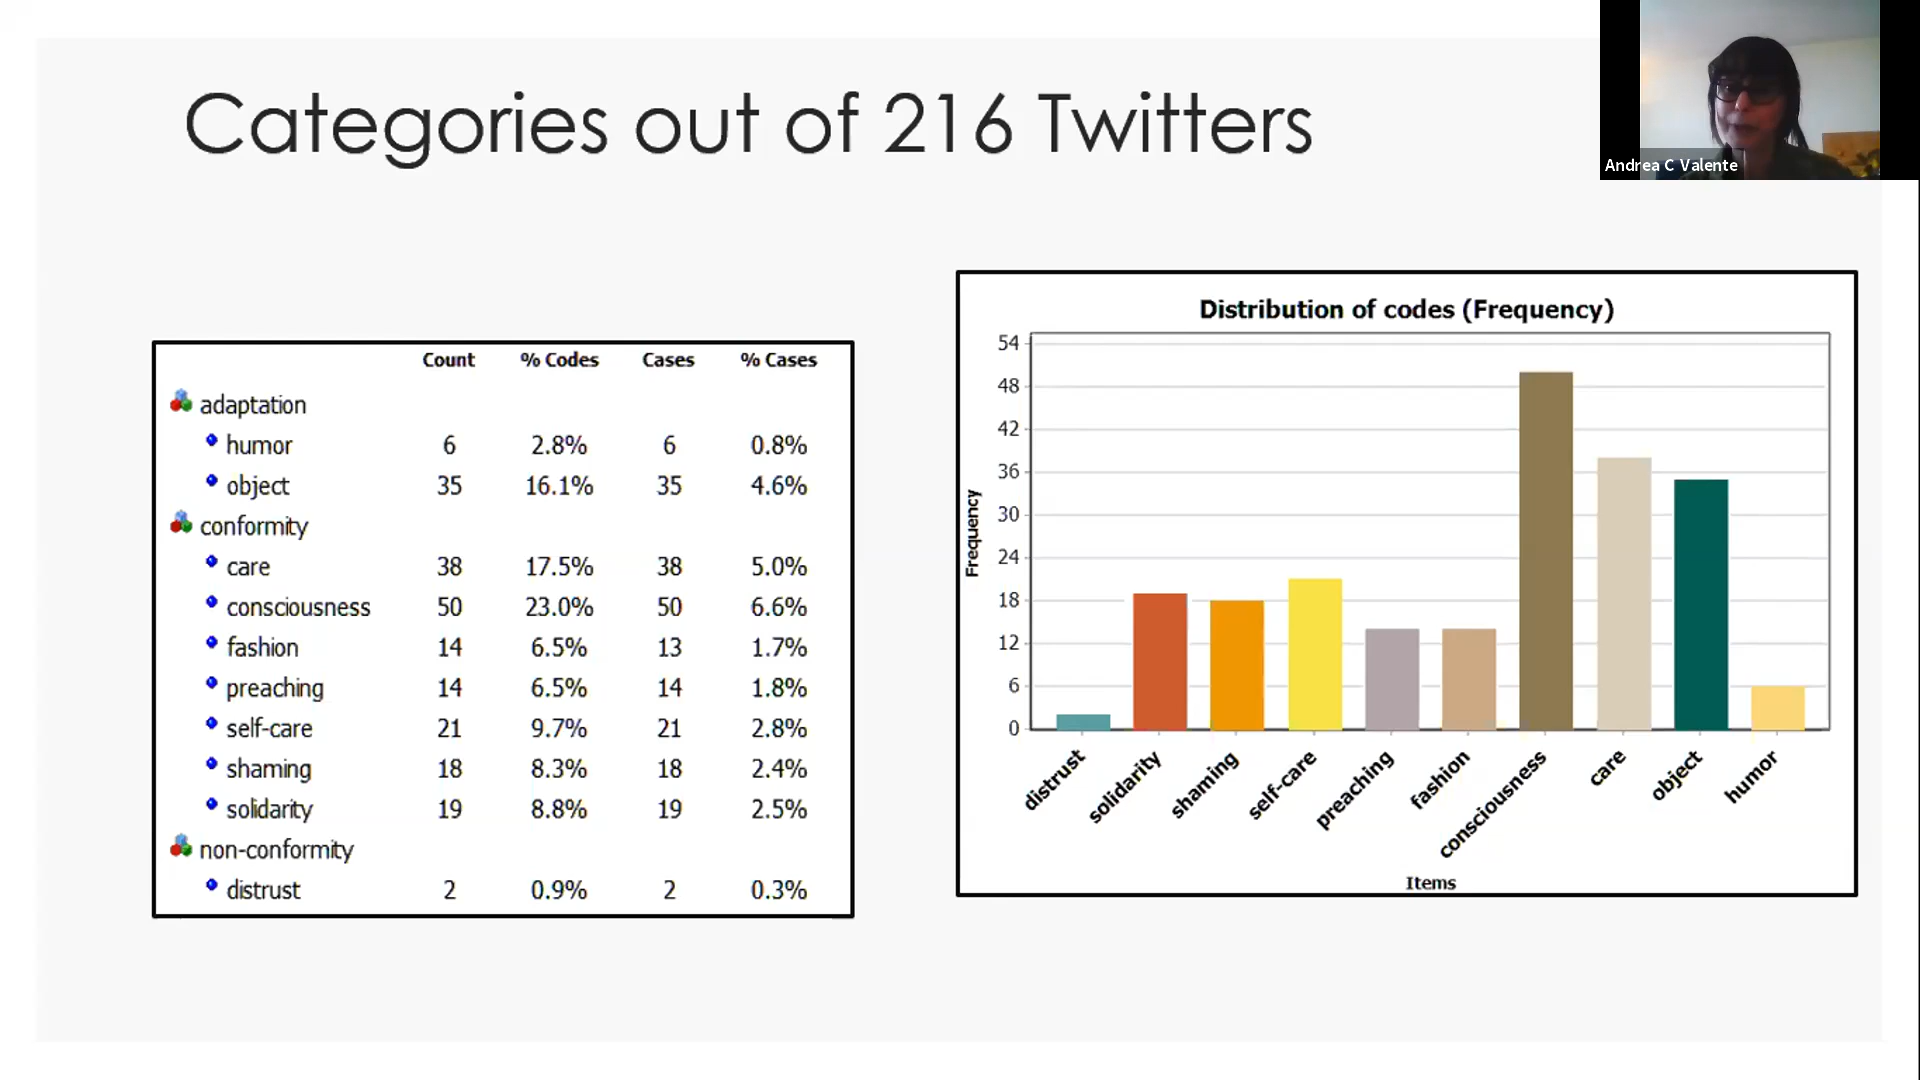 Categories out of 216 Twitters
Andrea C Valente
Count % Codes Cases % Cases
adaptation
humor 6 2.8% 6 0.8%
object 35 16.1% 35 4.6%
conformity
care 38 17.5% 38 5.0%
consciousness 50 23.0% 50 6.6%
fashion 14 6.5% 13 1.7%
preaching 14 6.5% 14 1.8%
self-care 21 9.7% 21 2.8%
shaming 18 8.3% 18 2.4%
solidarity 19 8.8% 19 2.5%
non-conformity
distrust 2 0.9% 2 0.3%
Distribution of codes (Frequency)
Frequency
54
48
42
36
30
24
18
12
6
0
distrust
solidarity
shaming
self-care
preaching
fashion
consciousness
care
object
humor
Items